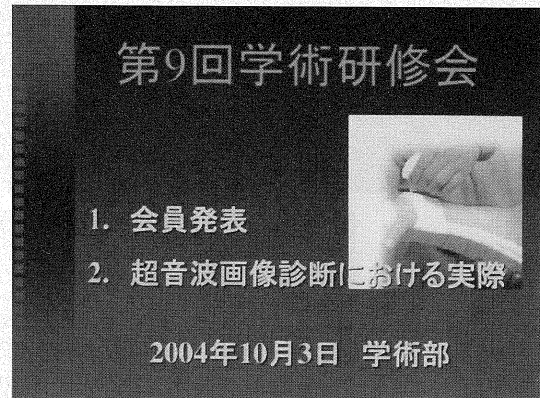 第9回学術研修会
1. 会員発表
2. 超音波画像診断における実際
2004年10月3日 学術部